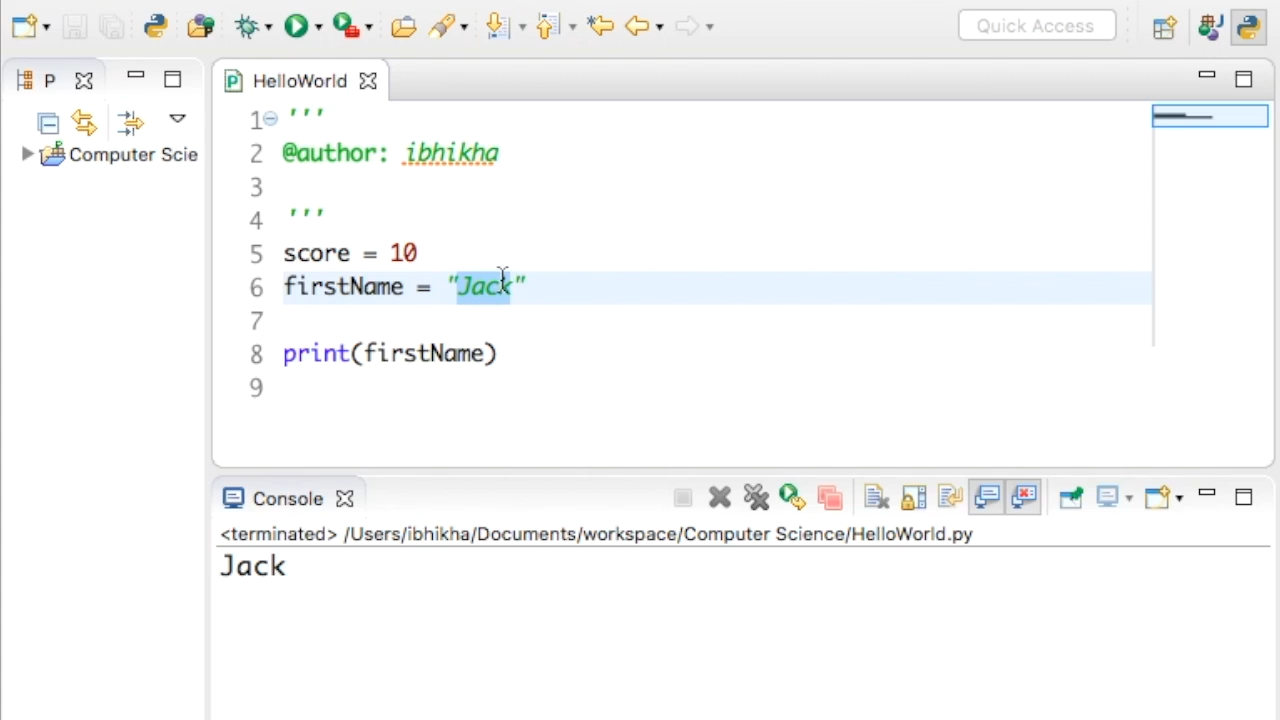 Quick Access
P
HelloWorld
Computer Scie
1 '''
2 @author: ibhikha
3
4 '''
5 score = 10
6 firstName = "Jack"
7
8 print(firstName)
9
Console
<terminated> /Users/ibhikha/Documents/workspace/Computer Science/HelloWorld.py
Jack